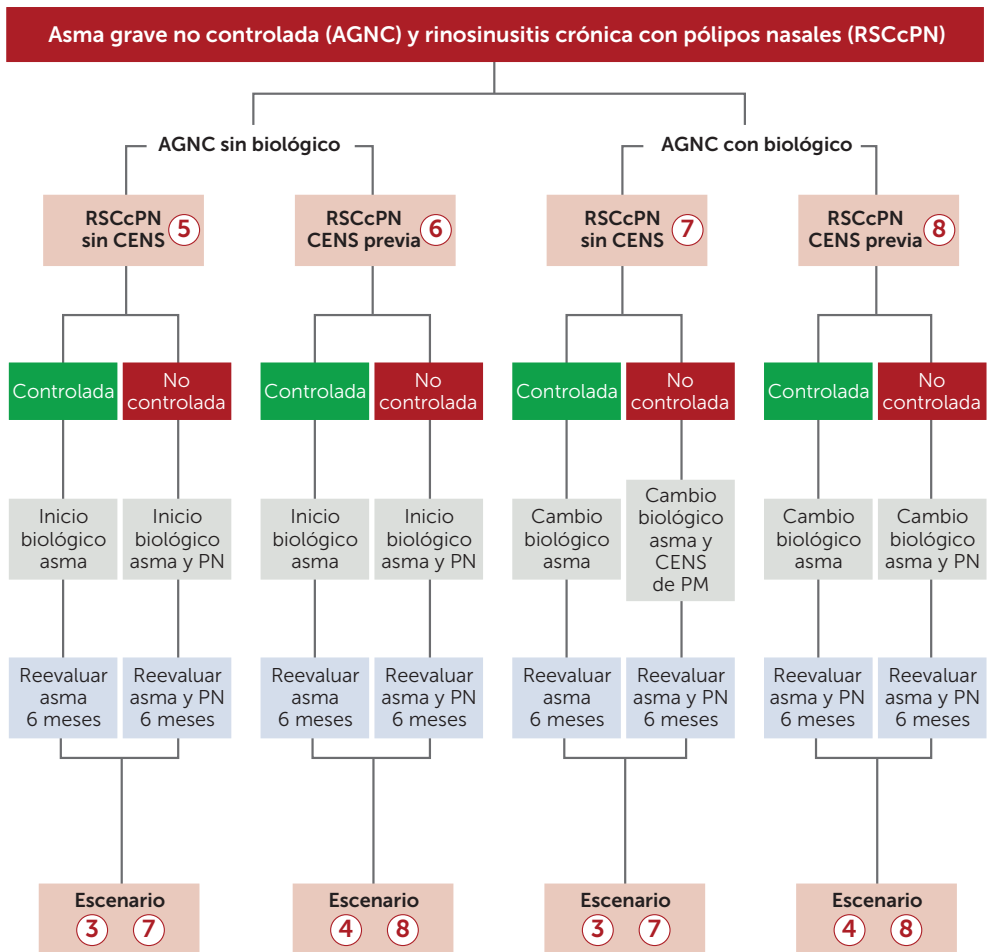 Asma grave no controlada (AGNC) y rinosinusitis crónica con pólipos nasales (RSCcPN)
AGNC sin biológico
AGNC con biológico
RSCcPN
sin CENS
5
RSCcPN
CENS previa
6
RSCcPN
sin CENS
7
RSCcPN
CENS previa
8
Controlada
No
controlada
Controlada
No
controlada
Controlada
No
controlada
Controlada
No
controlada
Inicio
biológico
asma
Inicio
biológico
asma y PN
Inicio
biológico
asma
Inicio
biológico
asma y PN
Cambio
biológico
asma
Cambio
biológico
asma y
CENS
de PM
Cambio
biológico
asma
Cambio
biológico
asma y PN
Reevaluar
asma
6 meses
Reevaluar
asma y PN
6 meses
Reevaluar
asma
6 meses
Reevaluar
asma y PN
6 meses
Reevaluar
asma
6 meses
Reevaluar
asma y PN
6 meses
Reevaluar
asma y PN
6 meses
Reevaluar
asma y PN
6 meses
Escenario
3 7
Escenario
4 8
Escenario
3 7
Escenario
4 8